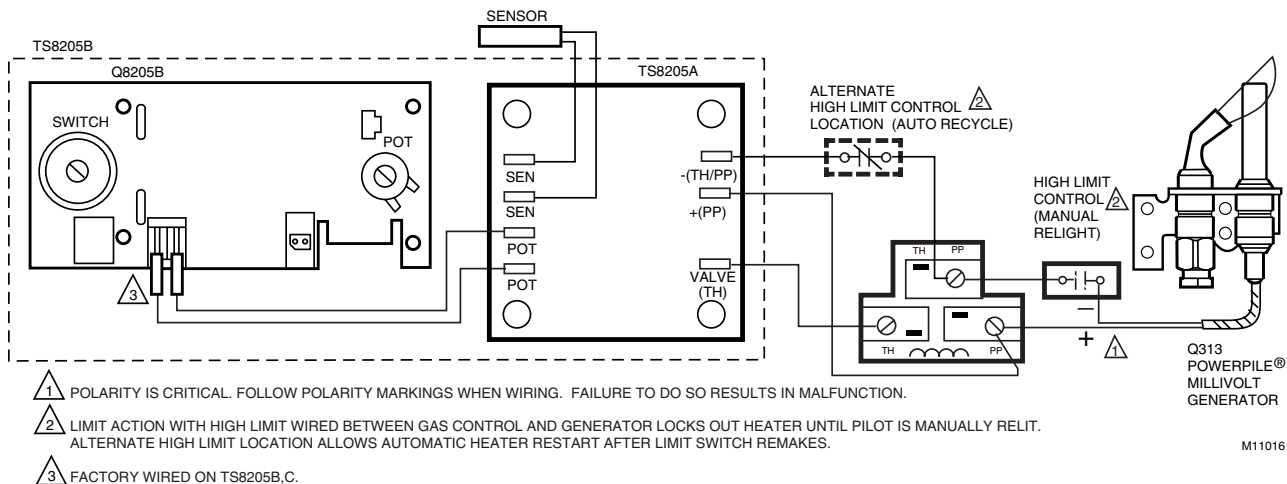 SENSOR
TS8205B
Q8205B
TS8205A
SWITCH
POT
SEN
SEN
POT
POT
-(TH/PP)
+(PP)
VALVE
(TH)
ALTERNATE
HIGH LIMIT CONTROL 2
LOCATION (AUTO RECYCLE)
HIGH LIMIT
CONTROL 2
(MANUAL
RELIGHT)
TH PP
TH PP
–
+ 1
3
Q313
POWERPILE®
MILLIVOLT
GENERATOR
1 POLARITY IS CRITICAL. FOLLOW POLARITY MARKINGS WHEN WIRING. FAILURE TO DO SO RESULTS IN MALFUNCTION.
2 LIMIT ACTION WITH HIGH LIMIT WIRED BETWEEN GAS CONTROL AND GENERATOR LOCKS OUT HEATER UNTIL PILOT IS MANUALLY RELIT.
ALTERNATE HIGH LIMIT LOCATION ALLOWS AUTOMATIC HEATER RESTART AFTER LIMIT SWITCH REMAKES.
3 FACTORY WIRED ON TS8205B,C.
M11016